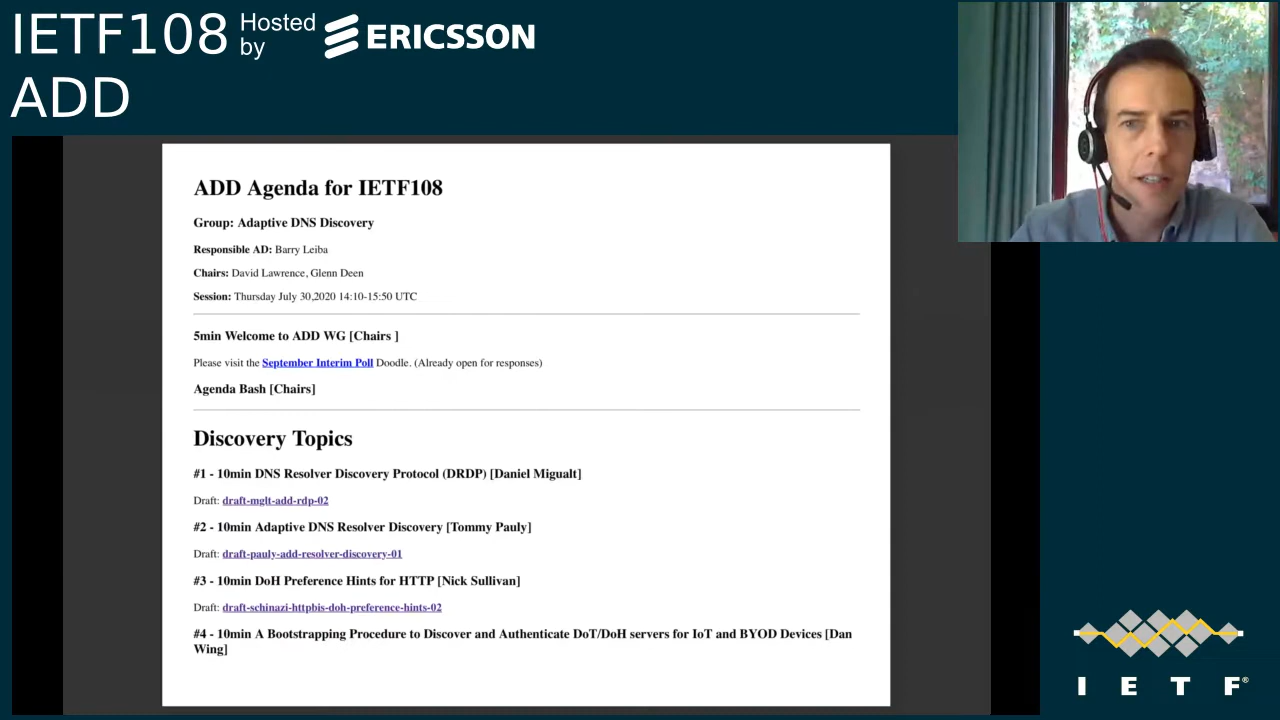 IETF108 Hosted by ERICSSON
ADD
ADD Agenda for IETF108
Group: Adaptive DNS Discovery
Responsible AD: Barry Leiba
Chairs: David Lawrence, Glenn Deen
Session: Thursday July 30,2020 14:10-15:50 UTC
5min Welcome to ADD WG [Chairs ]
Please visit the September Interim Poll Doodle. (Already open for responses)
Agenda Bash [Chairs]
Discovery Topics
#1 - 10min DNS Resolver Discovery Protocol (DRDP) [Daniel Migualt]
Draft: draft-mglt-add-rdp-02
#2 - 10min Adaptive DNS Resolver Discovery [Tommy Pauly]
Draft: draft-pauly-add-resolver-discovery-01
#3 - 10min DoH Preference Hints for HTTP [Nick Sullivan]
Draft: draft-schinazi-httpbis-doh-preference-hints-02
#4 - 10min A Bootstrapping Procedure to Discover and Authenticate DoT/DoH servers for IoT and BYOD Devices [Dan
Wing]
I E T F®